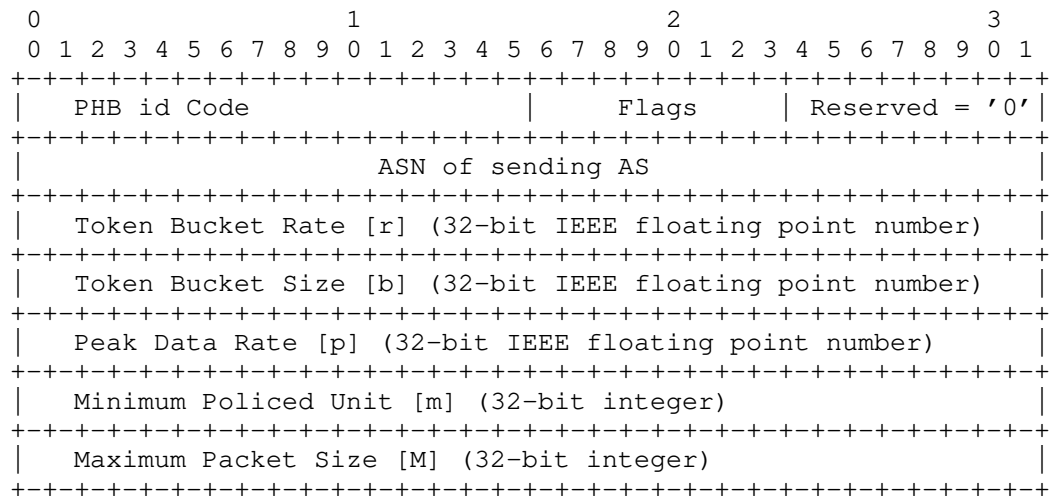 0                   1                   2                   3
 0 1 2 3 4 5 6 7 8 9 0 1 2 3 4 5 6 7 8 9 0 1 2 3 4 5 6 7 8 9 0 1
+-+-+-+-+-+-+-+-+-+-+-+-+-+-+-+-+-+-+-+-+-+-+-+-+-+-+-+-+-+-+-+-+
|   PHB id Code                 |     Flags     | Reserved = ’0’|
+-+-+-+-+-+-+-+-+-+-+-+-+-+-+-+-+-+-+-+-+-+-+-+-+-+-+-+-+-+-+-+-+
|                      ASN of sending AS                        |
+-+-+-+-+-+-+-+-+-+-+-+-+-+-+-+-+-+-+-+-+-+-+-+-+-+-+-+-+-+-+-+-+
|   Token Bucket Rate [r] (32-bit IEEE floating point number)   |
+-+-+-+-+-+-+-+-+-+-+-+-+-+-+-+-+-+-+-+-+-+-+-+-+-+-+-+-+-+-+-+-+
|   Token Bucket Size [b] (32-bit IEEE floating point number)   |
+-+-+-+-+-+-+-+-+-+-+-+-+-+-+-+-+-+-+-+-+-+-+-+-+-+-+-+-+-+-+-+-+
|   Peak Data Rate [p] (32-bit IEEE floating point number)      |
+-+-+-+-+-+-+-+-+-+-+-+-+-+-+-+-+-+-+-+-+-+-+-+-+-+-+-+-+-+-+-+-+
|   Minimum Policed Unit [m] (32-bit integer)                   |
+-+-+-+-+-+-+-+-+-+-+-+-+-+-+-+-+-+-+-+-+-+-+-+-+-+-+-+-+-+-+-+-+
|   Maximum Packet Size [M] (32-bit integer)                    |
+-+-+-+-+-+-+-+-+-+-+-+-+-+-+-+-+-+-+-+-+-+-+-+-+-+-+-+-+-+-+-+-+